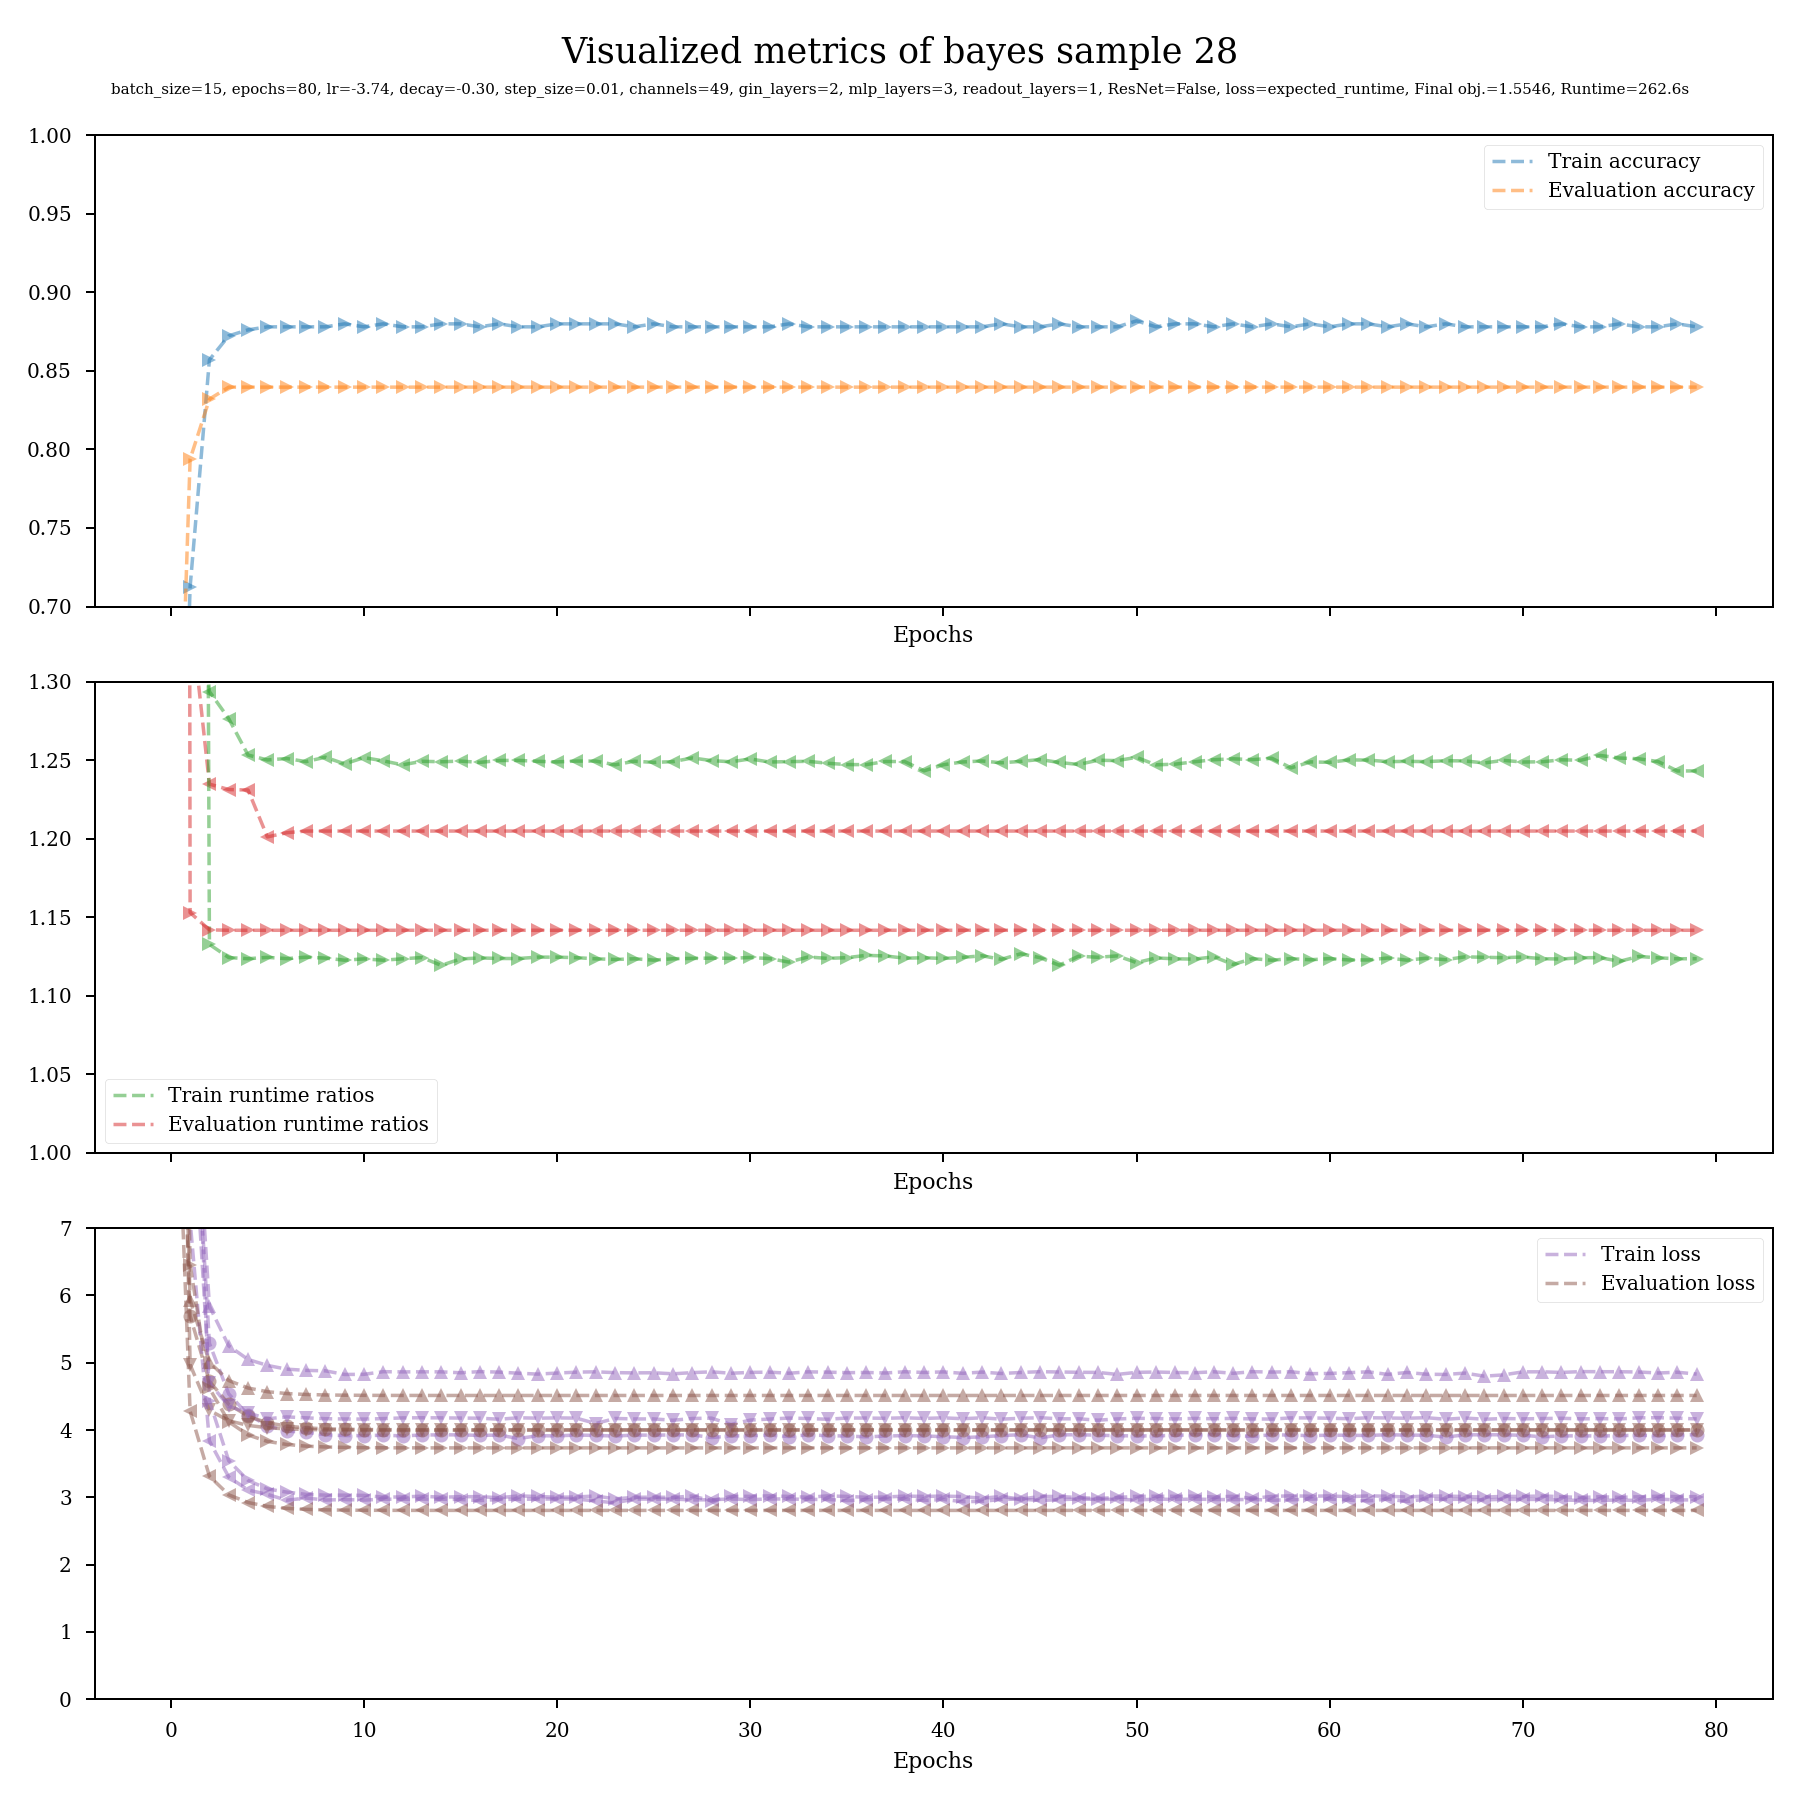 Visualized metrics of bayes sample 28
batch_size=15, epochs=80, lr=-3.74, decay=-0.30, step_size=0.01, channels=49, gin_layers=2, mlp_layers=3, readout_layers=1, ResNet=False, loss=expected_runtime, Final obj.=1.5546, Runtime=262.6s
1.00
0.95
0.90
0.85
0.80
0.75
0.70
Train accuracy
Evaluation accuracy
Epochs
1.30
1.25
1.20
1.15
1.10
1.05
1.00
Train runtime ratios
Evaluation runtime ratios
Epochs
7
6
5
4
3
2
1
0
Train loss
Evaluation loss
0 10 20 30 40 50 60 70 80
Epochs